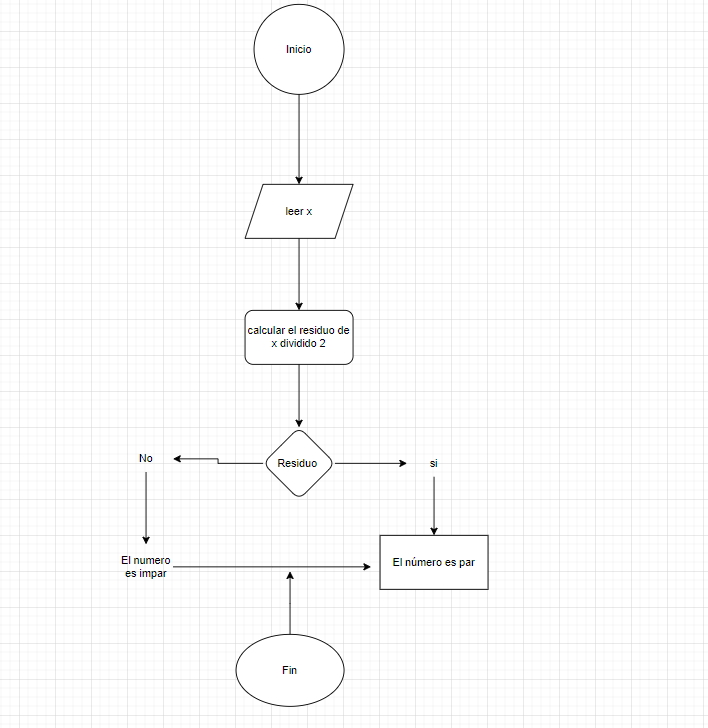 Inicio
leer x
calcular el residuo de
x dividido 2
Residuo
No
si
El numero
es impar
El número es par
Fin